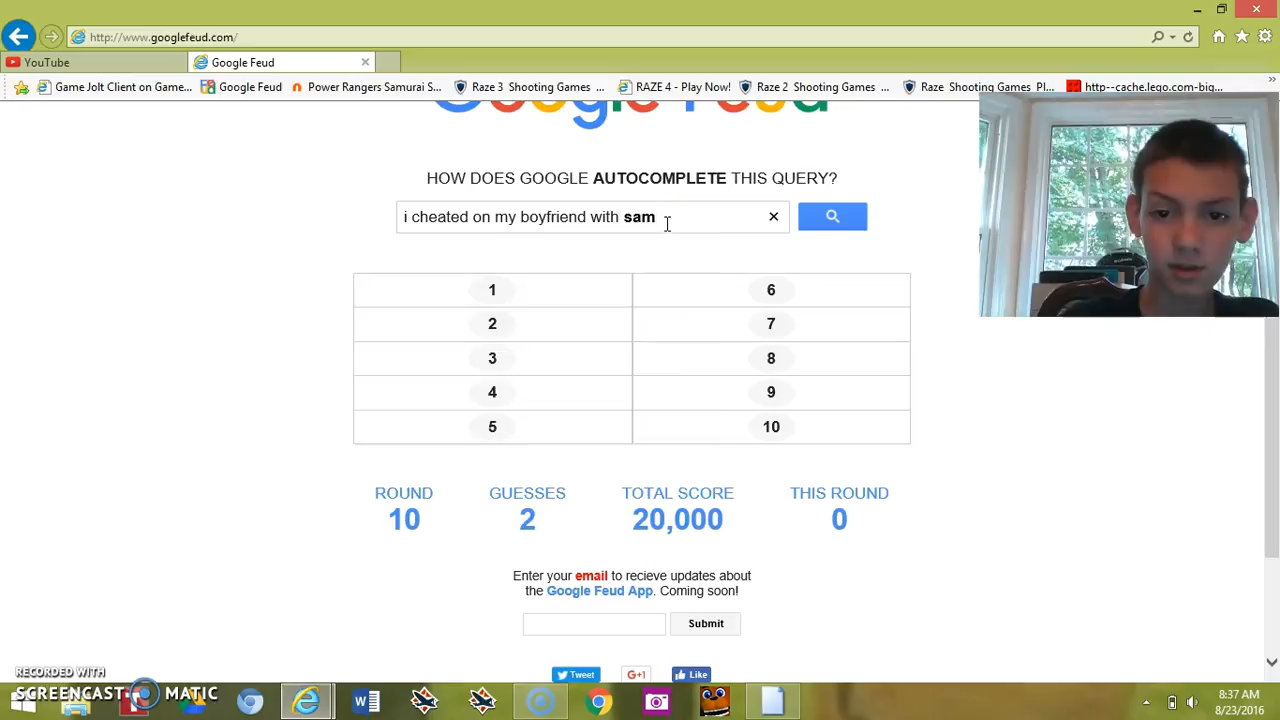 http://www.googlefeud.com/
YouTube
Google Feud
Game Jolt Client on Game...
Google Feud
Power Rangers Samurai S...
Raze 3 Shooting Games ...
RAZE 4 - Play Now!
Raze 2 Shooting Games ...
Raze Shooting Games Pl...
http--cache.lego.com-big...
Google Feud
HOW DOES GOOGLE AUTOCOMPLETE THIS QUERY?
i cheated on my boyfriend with sam
1 6
2 7
3 8
4 9
5 10
ROUND GUESSES TOTAL SCORE THIS ROUND
10 2 20,000 0
Enter your email to recieve updates about
the Google Feud App. Coming soon!
Submit
Tweet
G+1
Like
RECORDED WITH
SCREENCAST MATIC
8:37 AM
8/23/2016